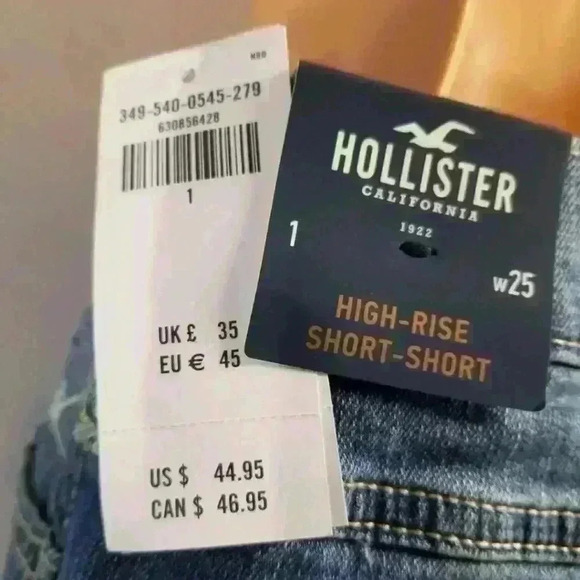 NRB
349-540-0545-279
630856428
1
UK £ 35
EU € 45
US $ 44.95
CAN $ 46.95
HOLLISTER
CALIFORNIA
1922
1
W25
HIGH-RISE
SHORT-SHORT